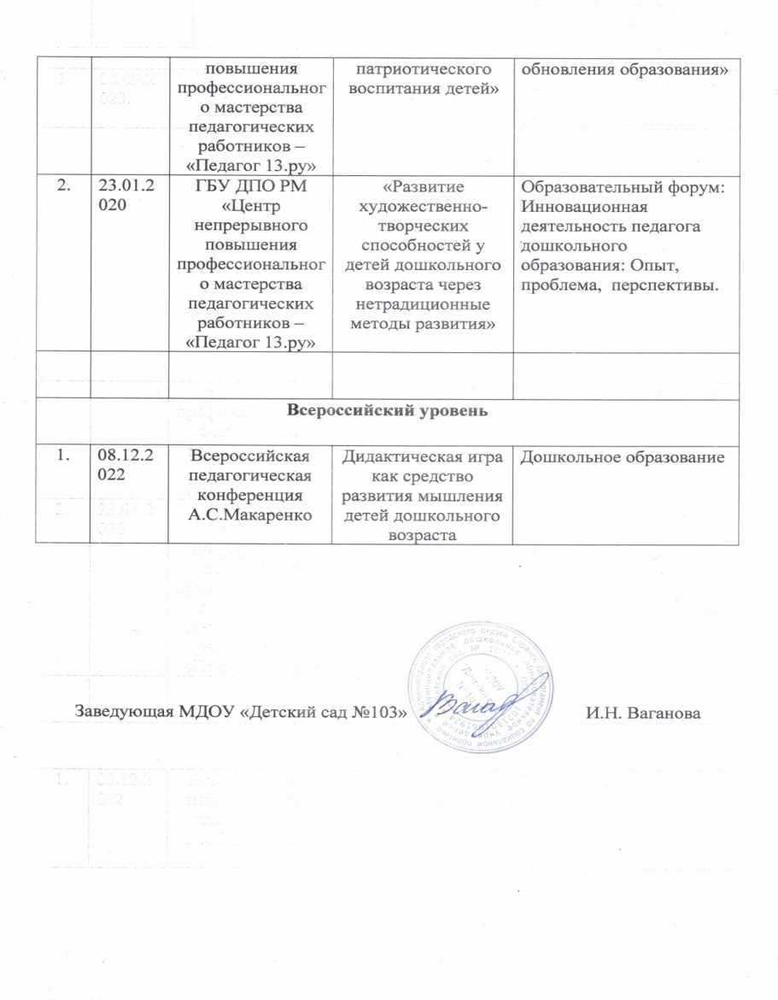 повышения
профессиональног
о мастерства
педагогических
работников –
«Педагог 13.ру»
патриотического
воспитания детей»
обновления образования»
2.
23.01.2
020
ГБУ ДПО РМ
«Центр
непрерывного
повышения
профессиональног
о мастерства
педагогических
работников –
«Педагог 13.ру»
«Развитие
художественно-
творческих
способностей у
детей дошкольного
возраста через
нетрадиционные
методы развития»
Образовательный форум:
Инновационная
деятельность педагога
дошкольного
образования: Опыт,
проблема, перспективы.
Всероссийский уровень
1.
08.12.2
022
Всероссийская
педагогическая
конференция
А.С.Макаренко
Дидактическая игра
как средство
развития мышления
детей дошкольного
возраста
Дошкольное образование
Заведующая МДОУ «Детский сад №103»
И.Н. Ваганова